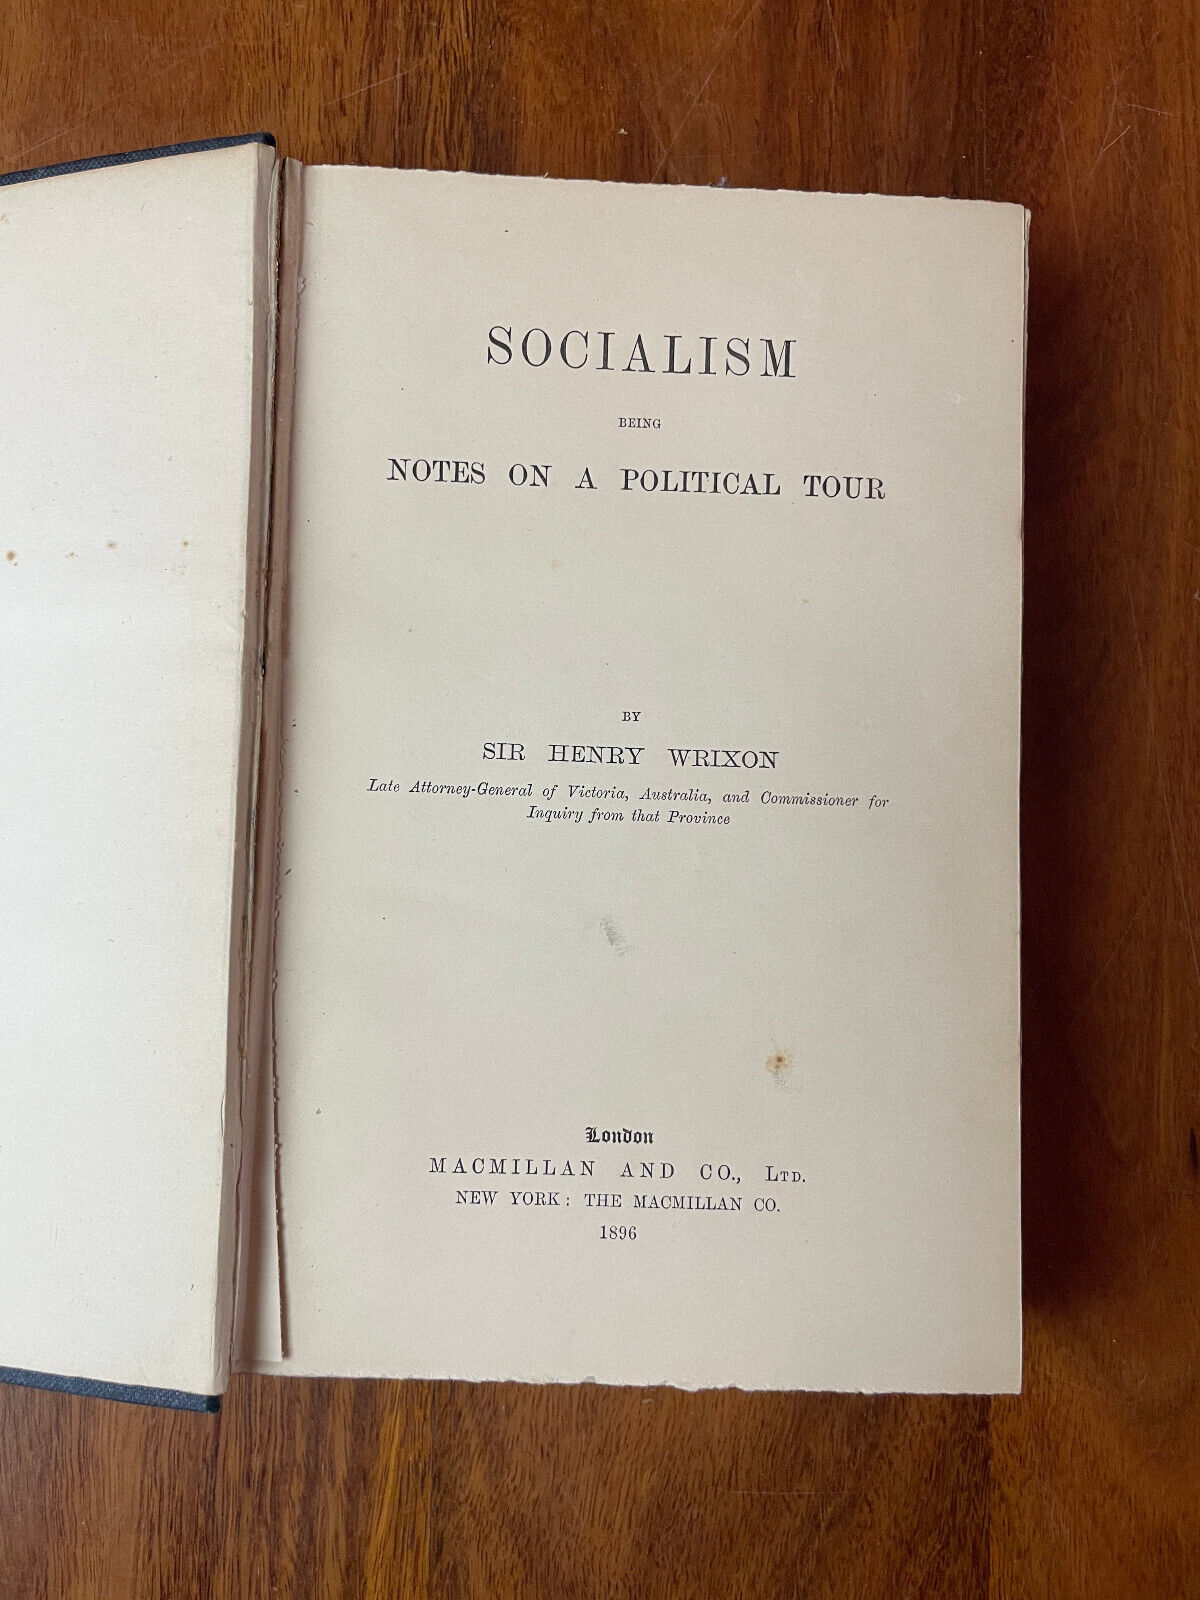 SOCIALISM
BEING
NOTES ON A POLITICAL TOUR
BY
SIR HENRY WRIXON
Late Attorney-General of Victoria, Australia, and Commissioner for
Inquiry from that Province
London
MACMILLAN AND CO., LTD.
NEW YORK: THE MACMILLAN CO.
1896